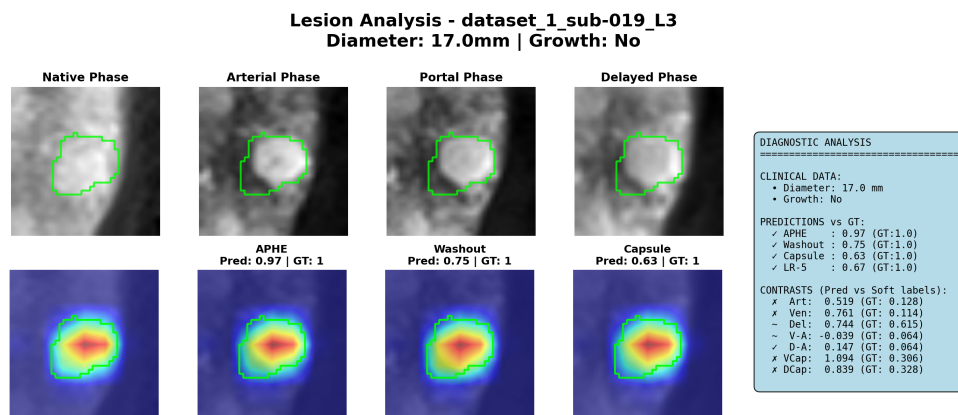 Lesion Analysis - dataset_1_sub-019_L3
Diameter: 17.0mm | Growth: No
Native Phase
Arterial Phase
Portal Phase
Delayed Phase
APHE
Pred: 0.97 | GT: 1
Washout
Pred: 0.75 | GT: 1
Capsule
Pred: 0.63 | GT: 1
DIAGNOSTIC ANALYSIS
===================================
CLINICAL DATA:
• Diameter: 17.0 mm
• Growth: No
PREDICTIONS vs GT:
✓ APHE    : 0.97 (GT:1.0)
✓ Washout : 0.75 (GT:1.0)
✓ Capsule : 0.63 (GT:1.0)
✓ LR-5    : 0.67 (GT:1.0)
CONTRASTS (Pred vs Soft labels):
✗  Art:  0.519 (GT: 0.128)
✗  Ven:  0.761 (GT: 0.114)
~  Del:  0.744 (GT: 0.615)
~  V-A: -0.039 (GT: 0.064)
✓  D-A:  0.147 (GT: 0.064)
✗ VCap:  1.094 (GT: 0.306)
✗ DCap:  0.839 (GT: 0.328)